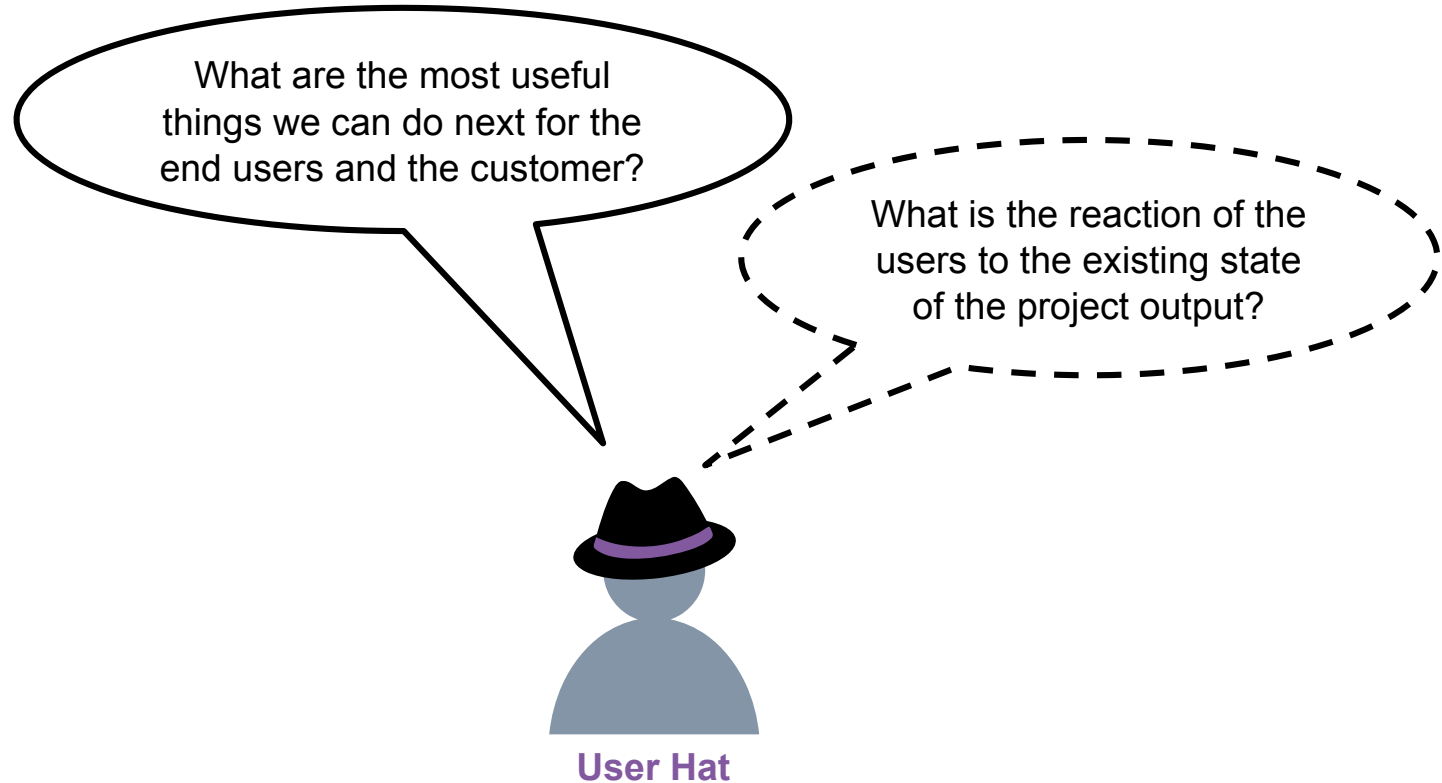 What are the most useful
things we can do next for the
end users and the customer?
What is the reaction of the
users to the existing state
of the project output?
User Hat